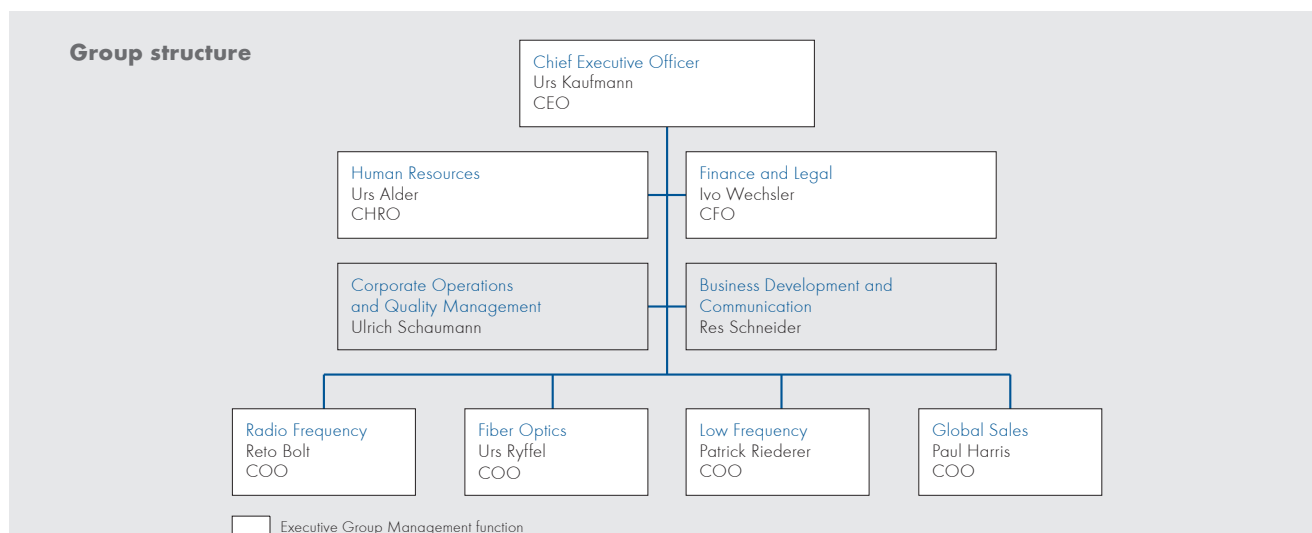 Group structure
Chief Executive Officer
Urs Kaufmann
CEO
Human Resources
Urs Alder
CHRO
Finance and Legal
Ivo Wechsler
CFO
Corporate Operations
and Quality Management
Ulrich Schaumann
Business Development and
Communication
Res Schneider
Radio Frequency
Reto Bolt
COO
Fiber Optics
Urs Ryffel
COO
Low Frequency
Patrick Riederer
COO
Global Sales
Paul Harris
COO
Executive Group Management function